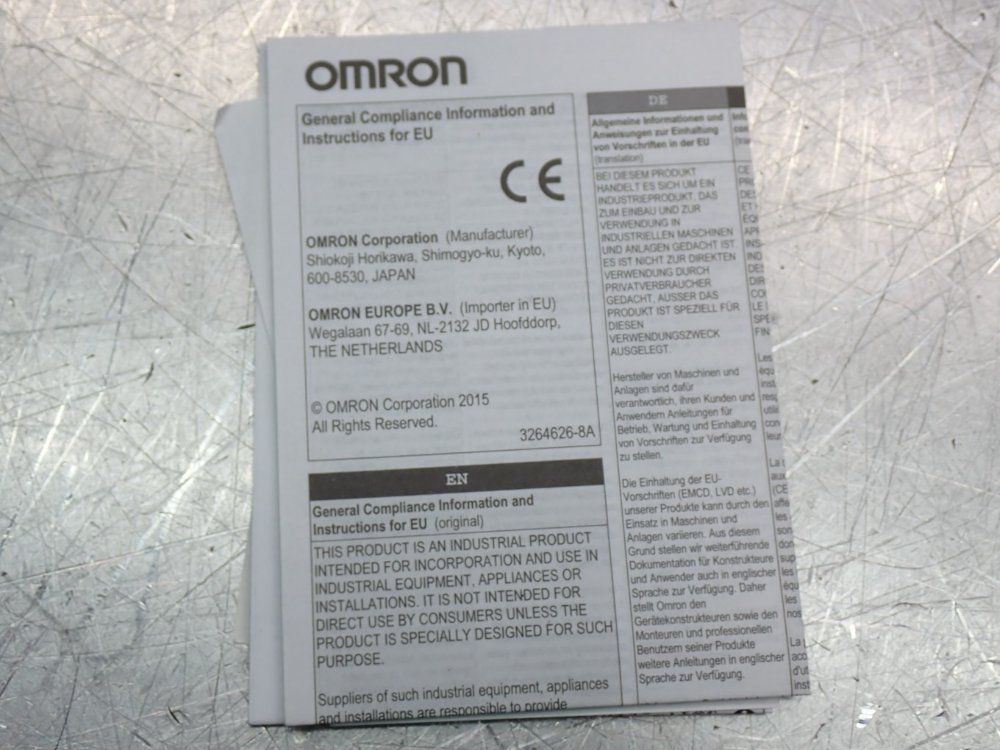 OMRON
General Compliance Information and
Instructions for EU
CE
OMRON Corporation (Manufacturer)
Shiokoji Horikawa, Shimogyo-ku, Kyoto,
600-8530, JAPAN
OMRON EUROPE B.V. (Importer in EU)
Wegalaan 67-69, NL-2132 JD Hoofddorp,
THE NETHERLANDS
© OMRON Corporation 2015
All Rights Reserved.
3264626-8A
EN
General Compliance Information and
Instructions for EU (original)
THIS PRODUCT IS AN INDUSTRIAL PRODUCT
INTENDED FOR INCORPORATION AND USE IN
INDUSTRIAL EQUIPMENT, APPLIANCES OR
INSTALLATIONS. IT IS NOT INTENDED FOR
DIRECT USE BY CONSUMERS UNLESS THE
PRODUCT IS SPECIALLY DESIGNED FOR SUCH
PURPOSE.
Suppliers of such industrial equipment, appliances
and installations are responsible to provide
DE
Allgemeine Informationen und
Anweisungen zur Einhaltung
von Vorschriften in der EU
(translation)
BEI DIESEM PRODUKT
HANDELT ES SICH UM EIN
INDUSTRIEPRODUKT. DAS
ZUM EINBAU UND ZUR
VERWENDUNG IN
INDUSTRIELLEN MASCHINEN
UND ANLAGEN GEDACHT IST.
ES IST NICHT ZUR DIREKTEN
VERWENDUNG DURCH
PRIVATVERBRAUCHER
GEDACHT, AUSSER DAS
PRODUKT IST SPEZIELL FÜR
DIESEN
VERWENDUNGSZWECK
AUSGELEGT.
Hersteller von Maschinen und
Anlagen sind dafür
verantwortlich, ihren Kunden und
Anwendern Anleitungen für
Betrieb, Wartung und Einhaltung
von Vorschriften zur Verfügung
zu stellen.
Die Einhaltung der EU-
Vorschriften (EMCD, LVD etc.)
unserer Produkte kann durch den
Einsatz in Maschinen und
Anlagen variieren. Aus diesem
Grund stellen wir weiterführende
Dokumentation für Konstrukteure
und Anwender auch in englischer
Sprache zur Verfügung. Daher
stellt Omron den
Gerätekonstrukteuren sowie den
Monteuren und professionellen
Benutzern seiner Produkte
weitere Anleitungen in englischer
Sprache zur Verfügung.